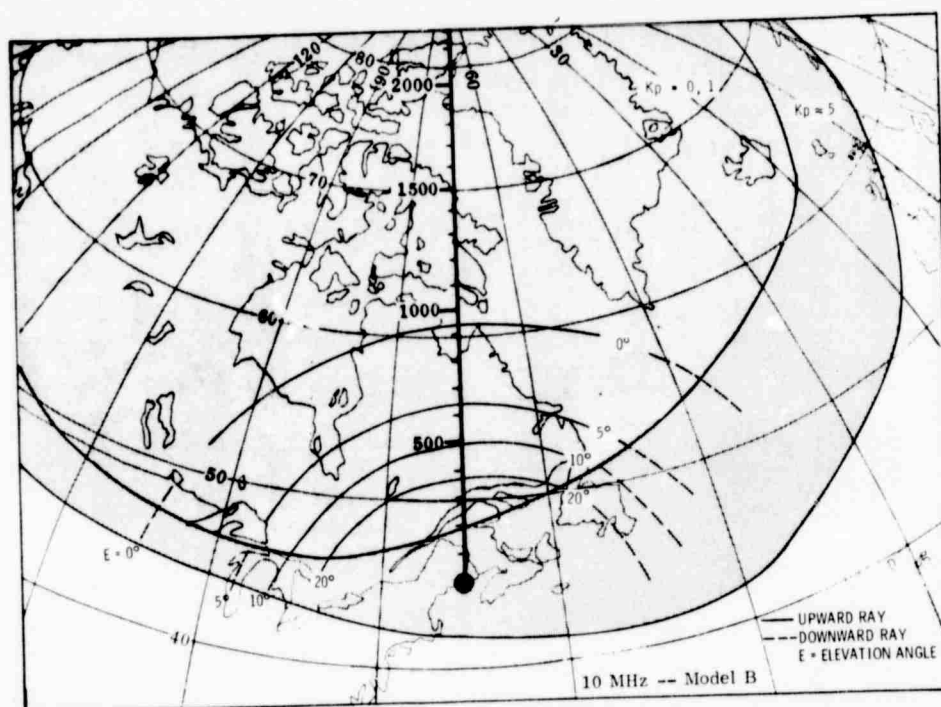 120
80
90
2000
60
30
Kp = 0, 1
Kp = 5
70
1500
60
1000
0°
500
5°
10°
20°
50
E = 0°
5°
10°
20°
40
UPWARD RAY
DOWNWARD RAY
E = ELEVATION ANGLE
10 MHz -- Model B